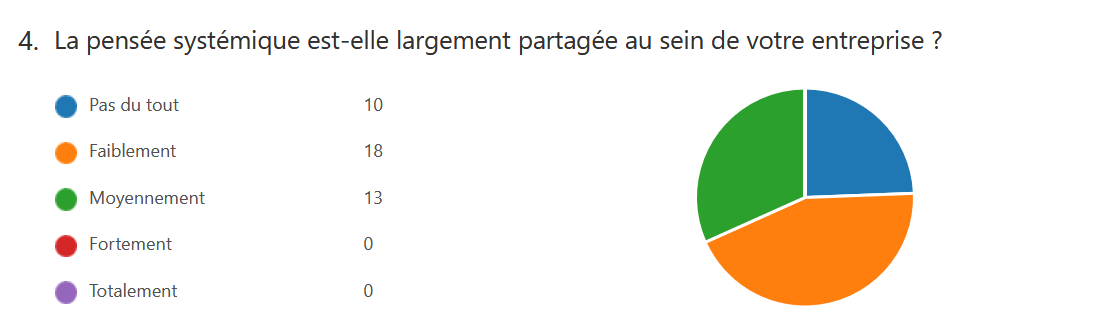 4. La pensée systémique est-elle largement partagée au sein de votre entreprise ?
Pas du tout 10
Faiblement 18
Moyennement 13
Fortement 0
Totalement 0